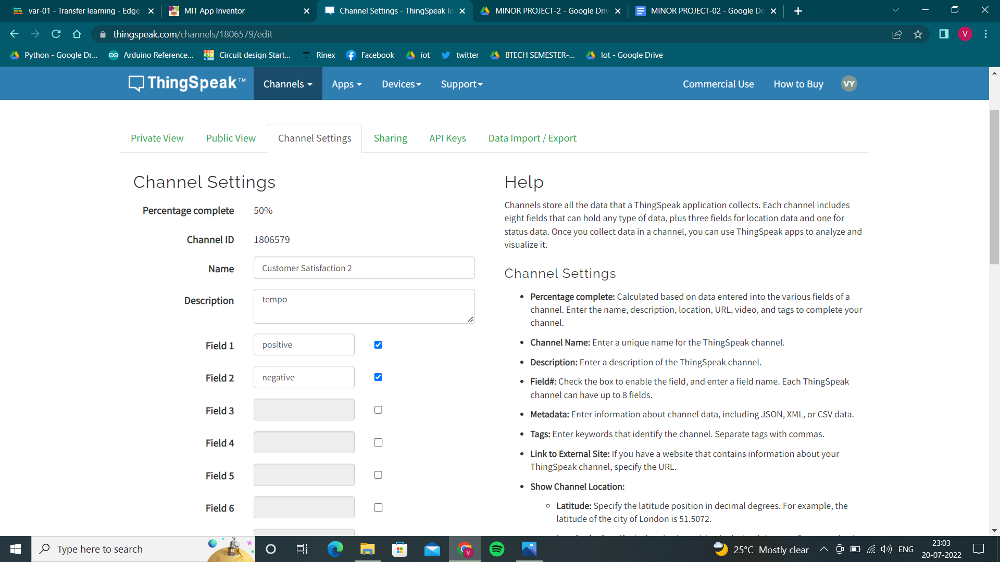 var-01 - Transfer learning - Edge
MIT App Inventor
Channel Settings - ThingSpeak Io
MINOR PROJECT-2 - Google Driv
MINOR PROJECT-02 - Google Do
thingspeak.com/channels/1806579/edit
V
Python - Google Dr...
Arduino Reference...
Circuit design Start...
Rinex
Facebook
iot
twitter
BTECH SEMESTER-...
Iot - Google Drive
ThingSpeak™
Channels
Apps
Devices
Support
Commercial Use
How to Buy
VY
Private View
Public View
Channel Settings
Sharing
API Keys
Data Import / Export
Channel Settings
Percentage complete 50%
Channel ID 1806579
Name Customer Satisfaction 2
Description tempo
Field 1 positive
Field 2 negative
Field 3
Field 4
Field 5
Field 6
Help
Channels store all the data that a ThingSpeak application collects. Each channel includes
eight fields that can hold any type of data, plus three fields for location data and one for
status data. Once you collect data in a channel, you can use ThingSpeak apps to analyze and
visualize it.
Channel Settings
• Percentage complete: Calculated based on data entered into the various fields of a
channel. Enter the name, description, location, URL, video, and tags to complete your
channel.
• Channel Name: Enter a unique name for the ThingSpeak channel.
• Description: Enter a description of the ThingSpeak channel.
• Field#: Check the box to enable the field, and enter a field name. Each ThingSpeak
channel can have up to 8 fields.
• Metadata: Enter information about channel data, including JSON, XML, or CSV data.
• Tags: Enter keywords that identify the channel. Separate tags with commas.
• Link to External Site: If you have a website that contains information about your
ThingSpeak channel, specify the URL.
• Show Channel Location:
Latitude: Specify the latitude position in decimal degrees. For example, the
latitude of the city of London is 51.5072.
Type here to search
25°C Mostly clear
ENG
23:03
20-07-2022